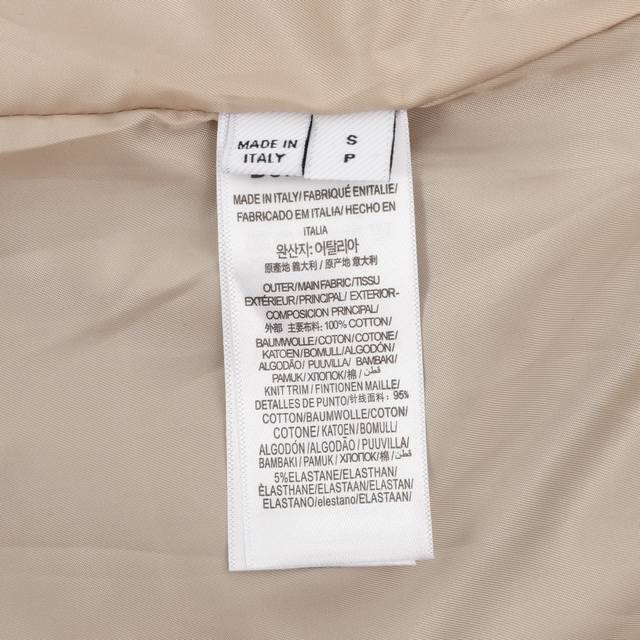 MADE IN
ITALY
S
P
MADE IN ITALY/ FABRIQUÉ ENITALIE/
FABRICADO EM ITALIA/ HECHO EN
ITALIA
완산지: 어탈리아
原產地 義大利 / 原产地 意大利
OUTER/MAIN FABRIC/TISSU
EXTÉRIEUR/PRINCIPAL/ EXTERIOR-
COMPOSICION PRINCIPAL/
外部 主要布料: 100% COTTON/
BAUMWOLLE/COTON/COTONE/
KATOEN/BOMULL/ALGODÓN/
ALGODÃO/ PUUVILLA/ BAMBAKI/
PAMUK/ ХЛОПОК/棉/ قطن/
KNIT TRIM / FINTIONEN MAILLE/
DETALLES DE PUNTO/针线面料: 95%
COTTON/BAUMWOLLE/COTON/
COTONE/ KATOEN/ BOMULL/
ALGODÓN /ALGODÃO/ PUUVILLA/
BAMBAKI / PAMUK / ХЛОПОК/棉/ قطن/
5%ELASTANE/ELASTHAN/
ÉLASTHANE/ELASTAAN/ELASTAN/
ELASTANO/elestano/ELASTAAN/